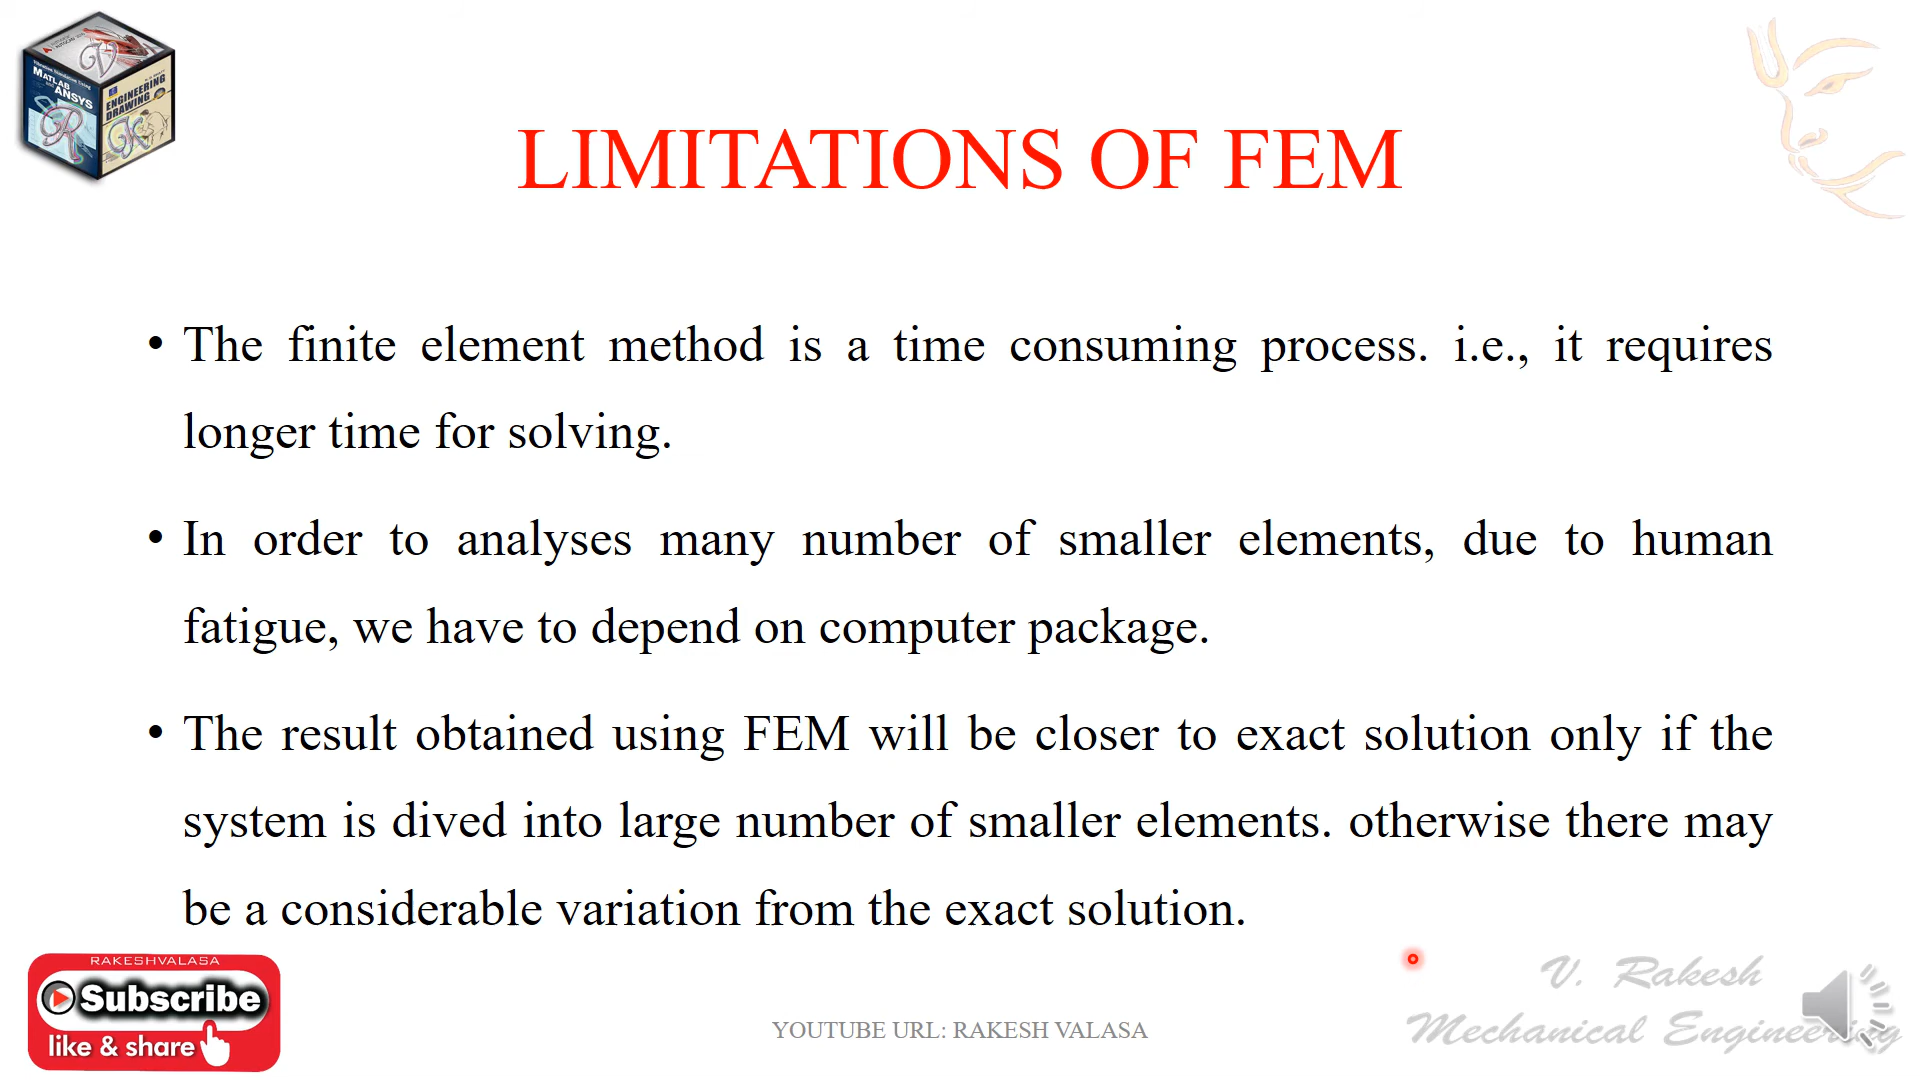 MATLAB
and ANSYS
ENGINEERING
DRAWING
LIMITATIONS OF FEM
• The finite element method is a time consuming process. i.e., it requires
longer time for solving.
• In order to analyses many number of smaller elements, due to human
fatigue, we have to depend on computer package.
• The result obtained using FEM will be closer to exact solution only if the
system is dived into large number of smaller elements. otherwise there may
be a considerable variation from the exact solution.
RAKESHVALASA
Subscribe
like & share
YOUTUBE URL: RAKESH VALASA
V. Rakesh
Mechanical Engineering